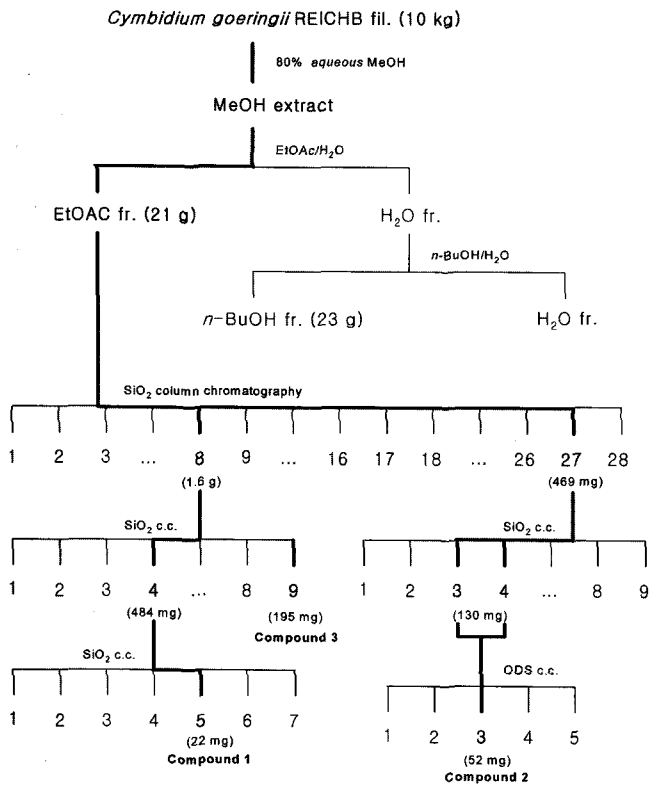 Cymbidium goeringii REICHB fil. (10 kg)
80% aqueous MeOH
MeOH extract
EtOAc/H₂O
EtOAC fr. (21 g)
H₂O fr.
n-BuOH/H₂O
n-BuOH fr. (23 g)
H₂O fr.
SiO₂ column chromatography
1 2 3 ... 8 9 ... 16 17 18 ... 26 27 28
(1.6 g) (469 mg)
SiO₂ c.c. SiO₂ c.c.
1 2 3 4 ... 8 9 1 2 3 4 ... 8 9
(484 mg) (195 mg) (130 mg)
Compound 3
SiO₂ c.c. ODS c.c.
1 2 3 4 5 6 7 1 2 3 4 5
(22 mg) (52 mg)
Compound 1 Compound 2